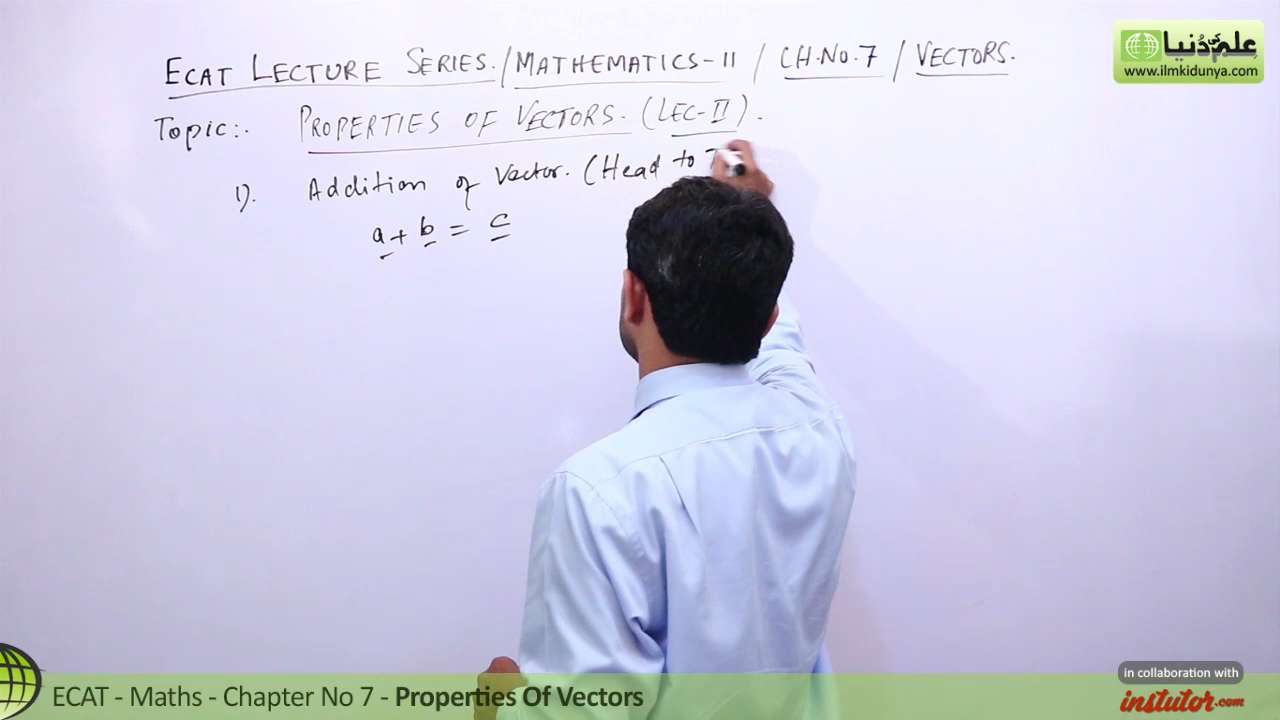 ECAT LECTURE SERIES. / MATHEMATICS-II / CH.NO.7 / VECTORS.
علم کی دنیا
www.ilmkidunya.com
Topic:. PROPERTIES OF VECTORS. (LEC-II).
1). Addition of Vector. (Head to T
a + b = c
in collaboration with
instutor.com
ECAT - Maths - Chapter No 7 - Properties Of Vectors